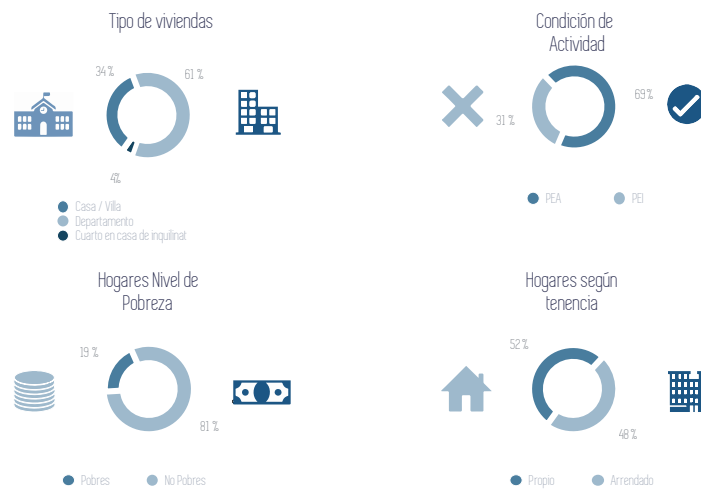 Tipo de viviendas
34 %
61 %
4%
Casa / Villa
Departamento
Cuarto en casa de inquilinat
Condición de
Actividad
69 %
31 %
PEA
PEI
Hogares Nivel de
Pobreza
19 %
81 %
Pobres
No Pobres
Hogares según
tenencia
52 %
48 %
Propio
Arrendado